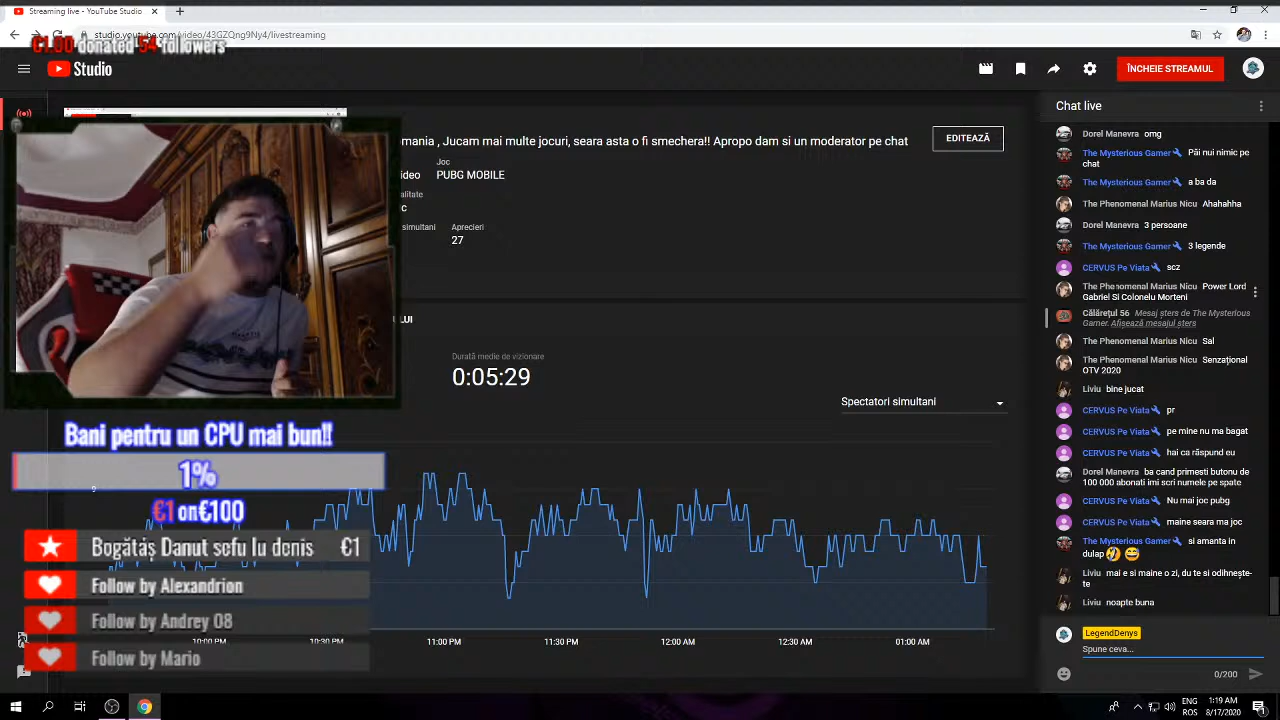 Streaming live - YouTube Studio
studio.youtube.com/video/43GZQng9Ny4/livestreaming
€1.90 donated 54 followers
Studio
ÎNCHEIE STREAMUL
mania , Jucam mai multe jocuri, seara asta o fi smechera!! Apropo dam si un moderator pe chat
EDITEAZĂ
Joc
ideo
PUBG MOBILE
alitate
c
simultani
Aprecieri
27
ULUI
Durată medie de vizionare
0:05:29
Spectatori simultani
10:00 PM
10:30 PM
11:00 PM
11:30 PM
12:00 AM
12:30 AM
01:00 AM
Bani pentru un CPU mai bun!!
1%
€1 on €100
Bogătáș Danut sefu lu denis €1
Follow by Alexandrion
Follow by Andrey 08
Follow by Mario
Chat live
Dorel Manevra omg
The Mysterious Gamer Păi nui nimic pe
chat
The Mysterious Gamer a ba da
The Phenomenal Marius Nicu Ahahahha
Dorel Manevra 3 persoane
The Mysterious Gamer 3 legende
CERVUS Pe Viata scz
The Phenomenal Marius Nicu Power Lord
Gabriel SI Colonelu Morteni
Călărețul 56 Mesaj șters de The Mysterious
Gamer. Afișează mesajul șters
The Phenomenal Marius Nicu Sal
The Phenomenal Marius Nicu Senzațional
OTV 2020
Liviu bine jucat
CERVUS Pe Viata pr
CERVUS Pe Viata pe mine nu ma bagat
CERVUS Pe Viata hai ca răspund eu
Dorel Manevra ba cand primesti butonu de
100 000 abonati imi scri numele pe spate
CERVUS Pe Viata Nu mai joc pubg
CERVUS Pe Viata maine seara ma joc
The Mysterious Gamer si amanta in
dulap 🤣 😄
Liviu mai e si maine o zi, du te si odihnește-
te
Liviu noapte buna
LegendDenys
Spune ceva...
0/200
ENG
ROS
1:19 AM
8/17/2020